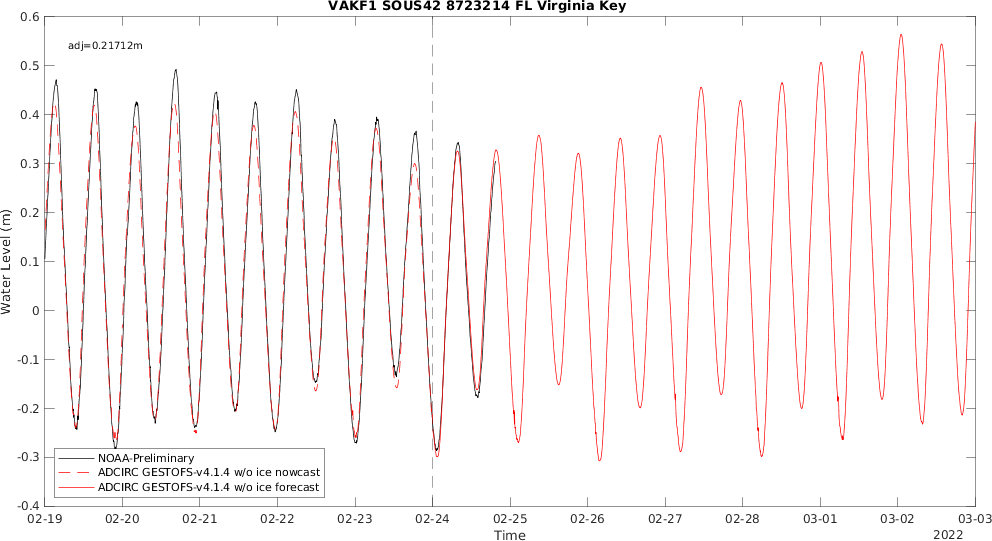 VAKF1 SOUS42 8723214 FL Virginia Key
adj=0.21712m
Water Level (m)
0.6
0.5
0.4
0.3
0.2
0.1
0
-0.1
-0.2
-0.3
-0.4
NOAA-Preliminary
ADCIRC GESTOFS-v4.1.4 w/o ice nowcast
ADCIRC GESTOFS-v4.1.4 w/o ice forecast
02-19 02-20 02-21 02-22 02-23 02-24 02-25 02-26 02-27 02-28 03-01 03-02 03-03
Time
2022